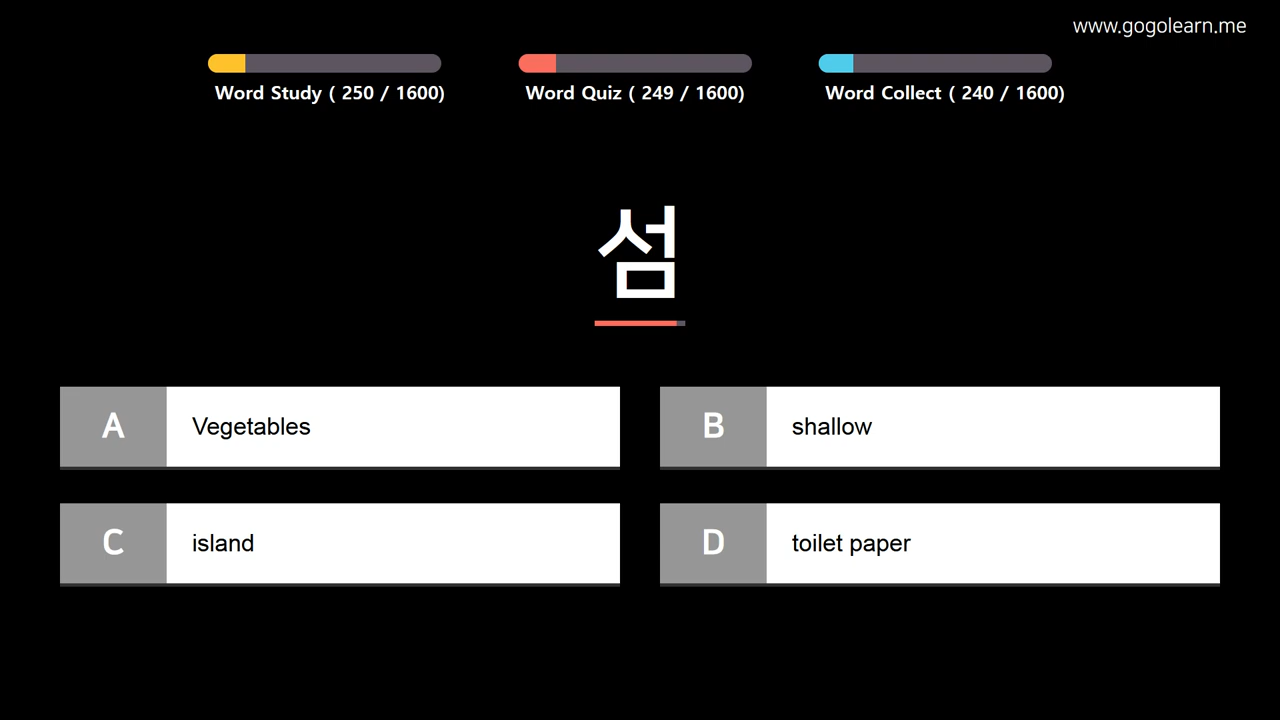 www.gogolearn.me
Word Study ( 250 / 1600)
Word Quiz ( 249 / 1600)
Word Collect ( 240 / 1600)
섬
A Vegetables
B shallow
C island
D toilet paper